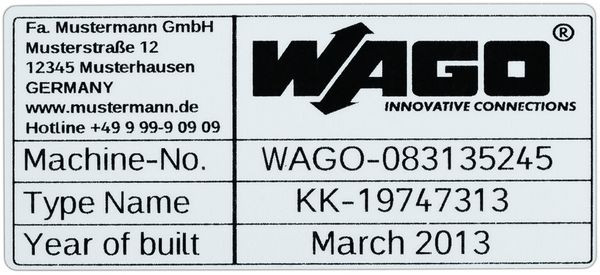 Fa. Mustermann GmbH
Musterstraße 12
12345 Musterhausen
GERMANY
www.mustermann.de
Hotline +49 9 99-9 09 09
WAGO®
INNOVATIVE CONNECTIONS
Machine-No. WAGO-083135245
Type Name KK-19747313
Year of built March 2013